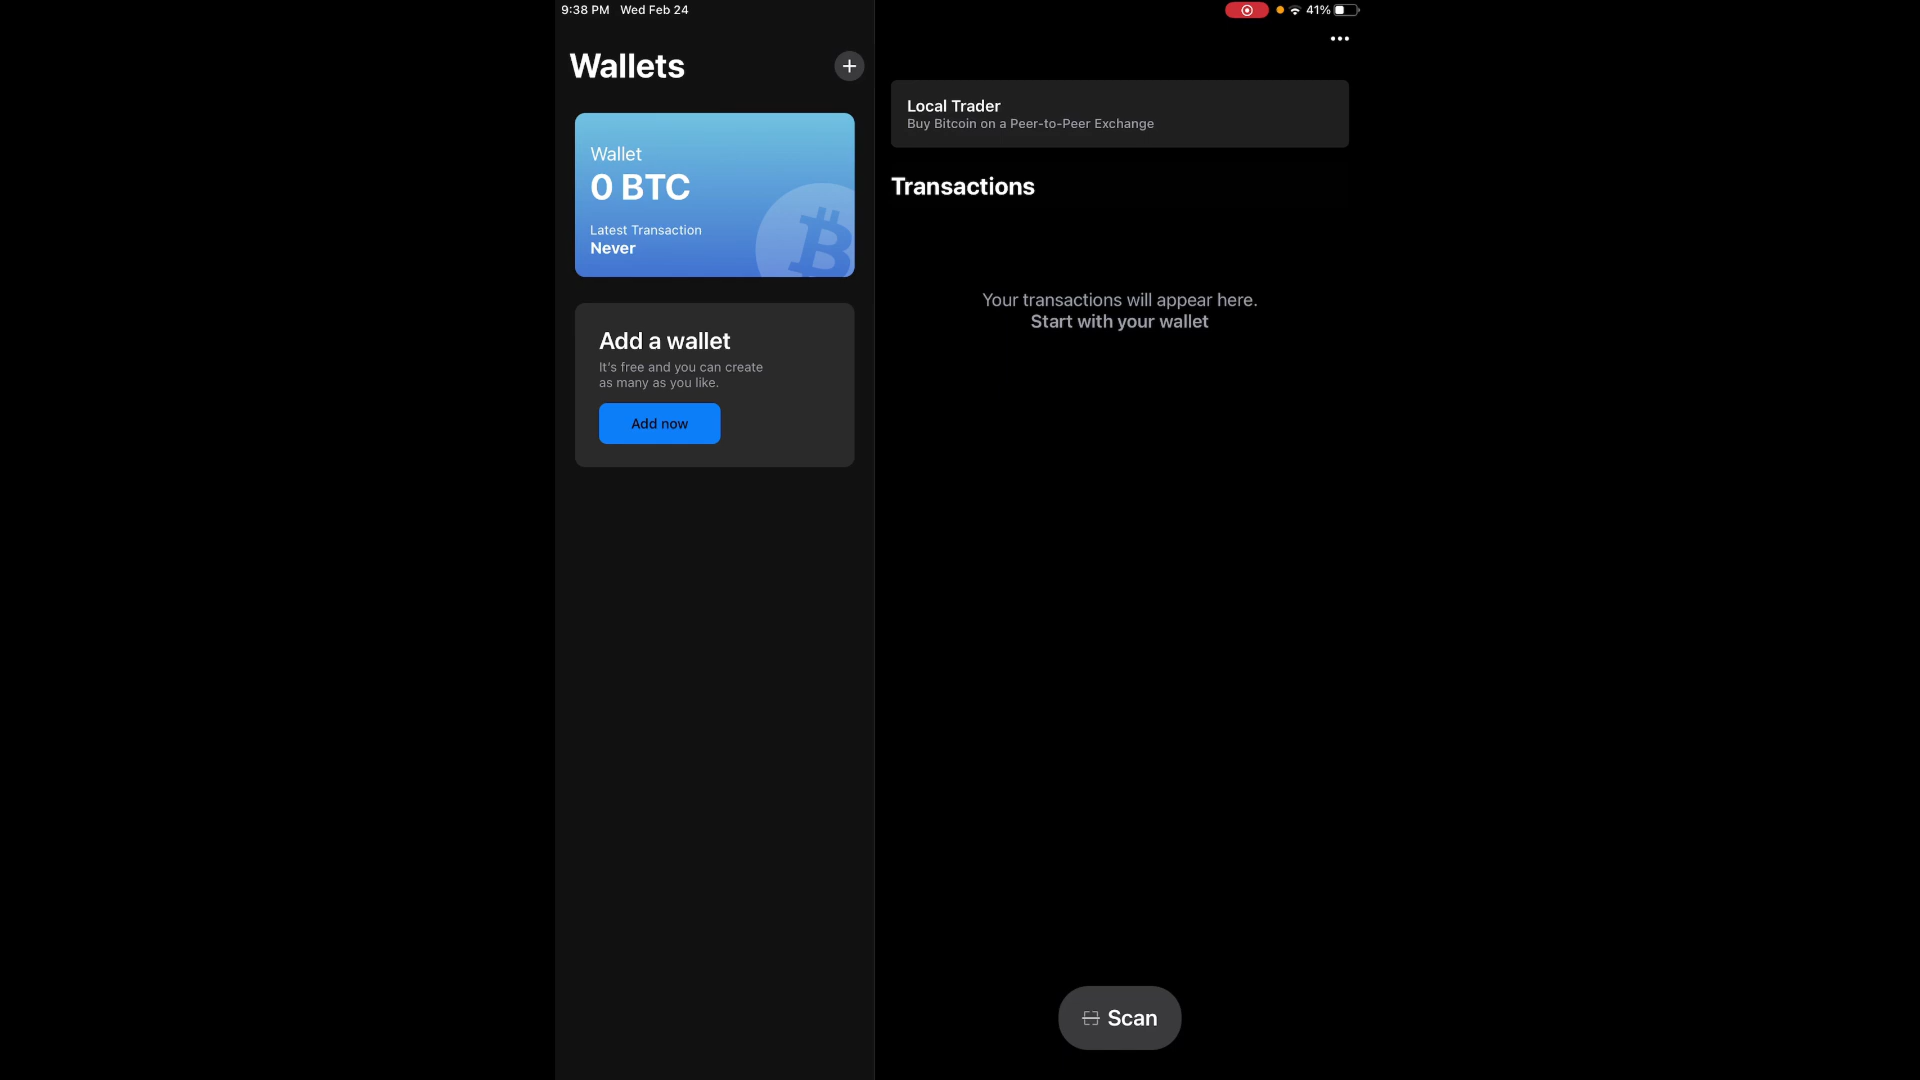 9:38 PM Wed Feb 24
41%
Wallets
Wallet
0 BTC
Latest Transaction
Never
Add a wallet
It's free and you can create
as many as you like.
Add now
Local Trader
Buy Bitcoin on a Peer-to-Peer Exchange
Transactions
Your transactions will appear here.
Start with your wallet
Scan